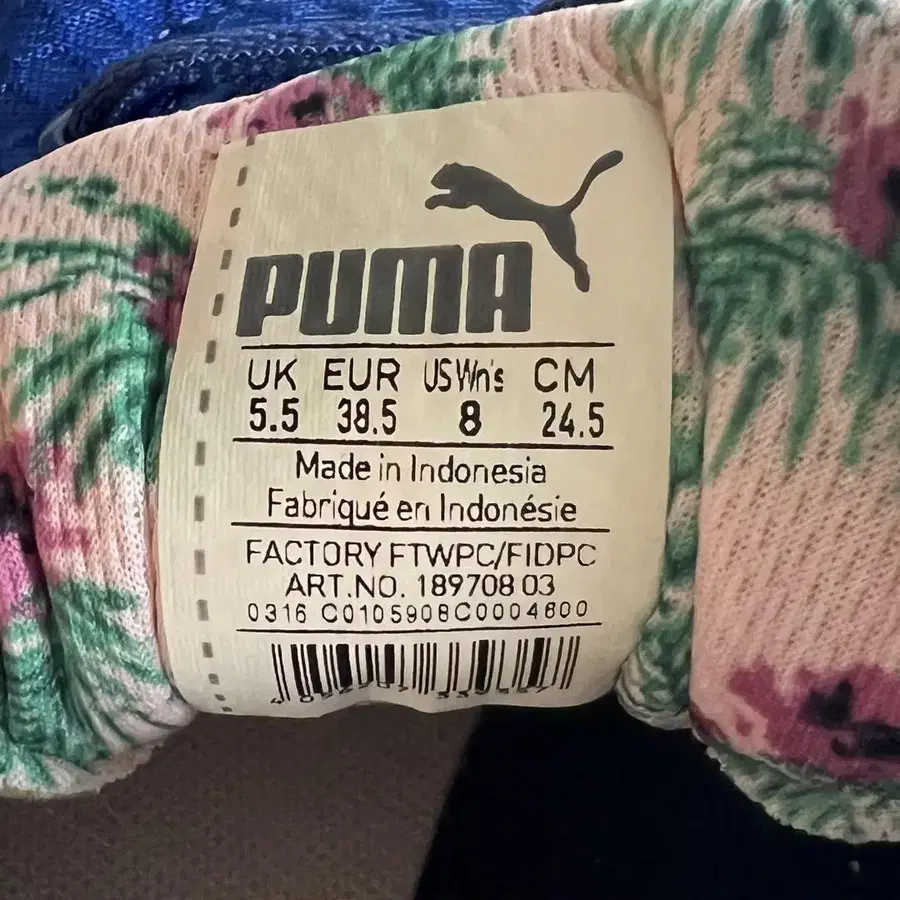 PUMA
UK EUR US Wn's CM
5.5 38.5 8 24.5
Made in Indonesia
Fabriqué en Indonésie
FACTORY FTWPC/FIDPC
ART.NO. 189708 03
0316 C0105908C0004600